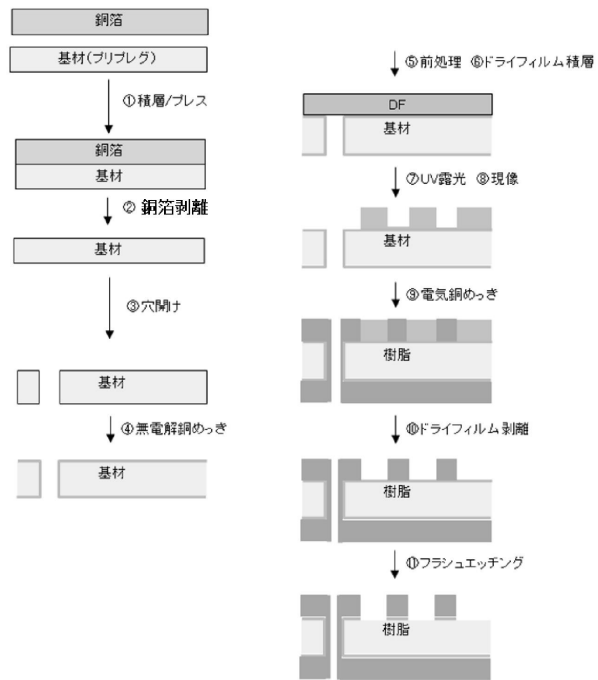 銅箔
基材(プリプレグ)
①積層/プレス
銅箔
基材
② 銅箔剥離
基材
③穴開け
基材
④無電解銅めっき
基材
⑤前処理 ⑥ドライフィルム積層
DF
基材
⑦UV露光 ⑧現像
基材
⑨電気銅めっき
樹脂
⑩ドライフィルム剥離
樹脂
⑪フラシュエッチング
樹脂